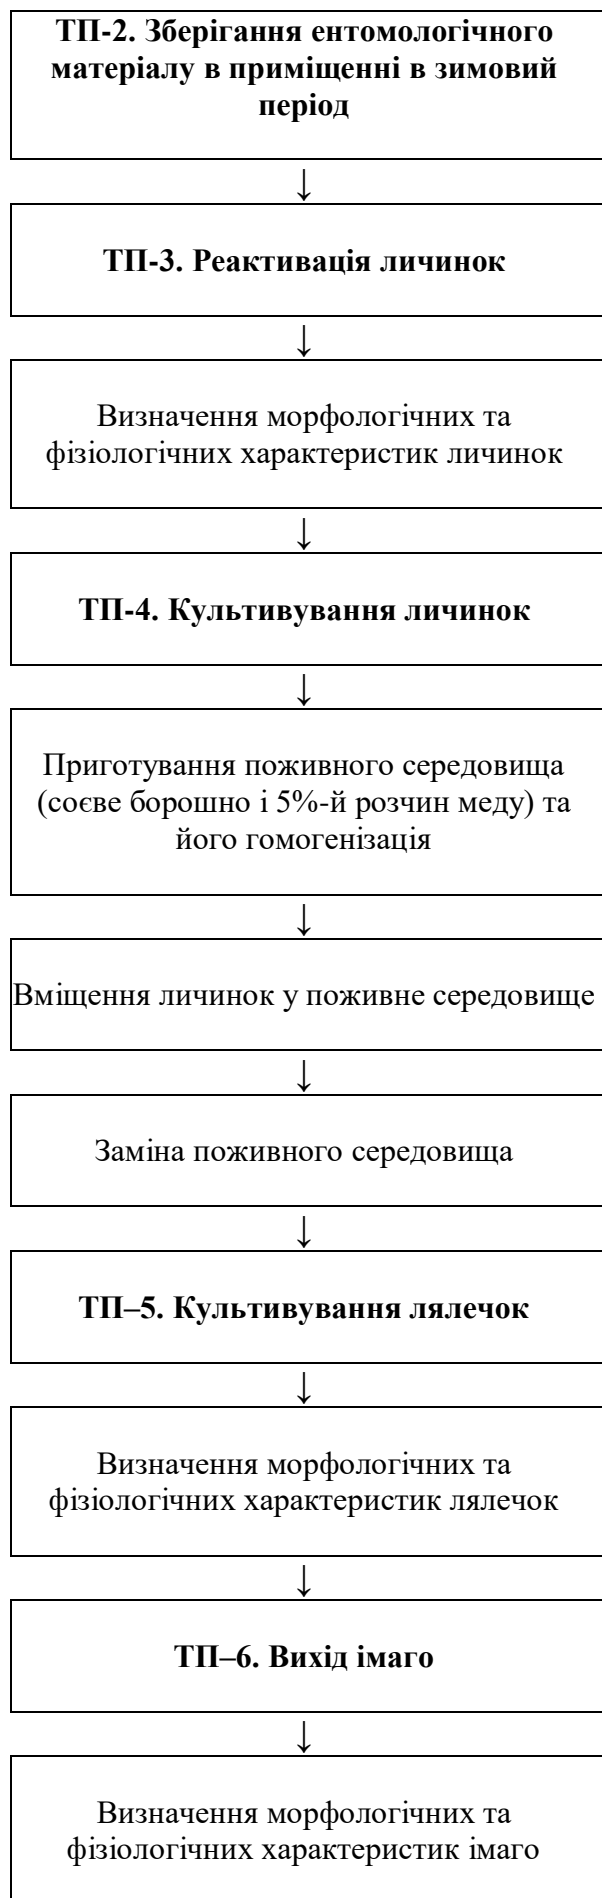 ТП-2. Зберігання ентомологічного
матеріалу в приміщенні в зимовий
період
↓
ТП-3. Реактивація личинок
↓
Визначення морфологічних та
фізіологічних характеристик личинок
↓
ТП-4. Культивування личинок
↓
Приготування поживного середовища
(соєве борошно і 5%-й розчин меду) та
його гомогенізація
↓
Вміщення личинок у поживне середовище
↓
Заміна поживного середовища
↓
ТП–5. Культивування лялечок
↓
Визначення морфологічних та
фізіологічних характеристик лялечок
↓
ТП–6. Вихід імаго
↓
Визначення морфологічних та
фізіологічних характеристик імаго